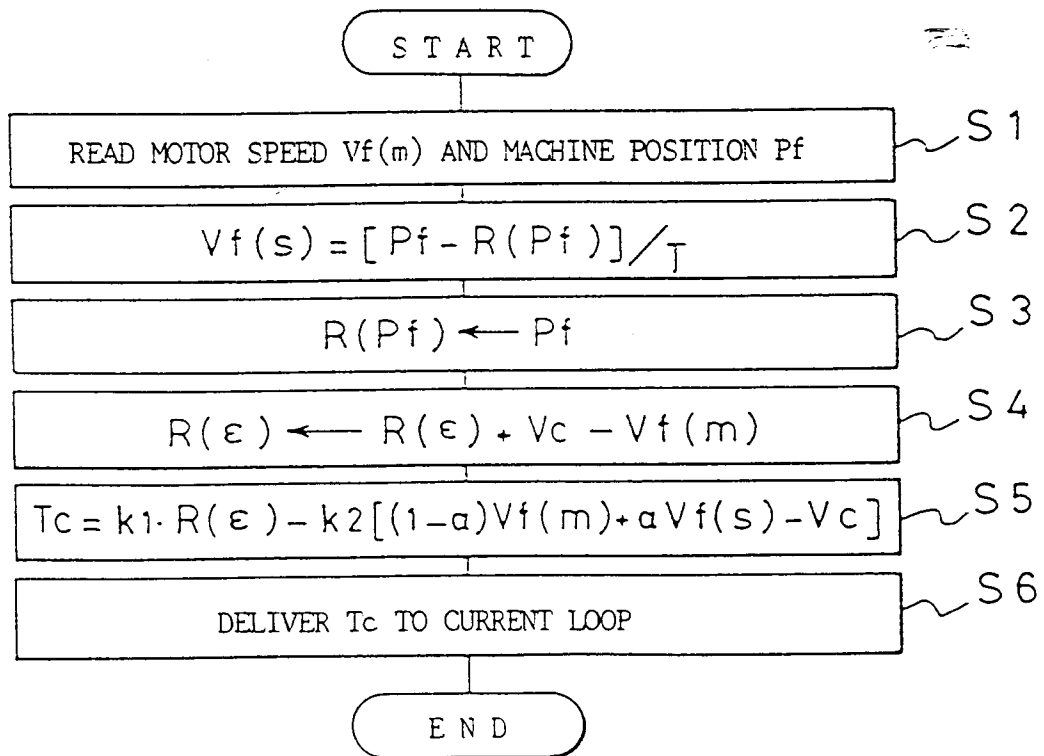 START
READ MOTOR SPEED Vf(m) AND MACHINE POSITION Pf
S1
Vf(s) = [Pf - R(Pf)]/T
S2
R(Pf) ← Pf
S3
R(ε) ← R(ε) + Vc - Vf(m)
S4
Tc = k1· R(ε) - k2[(1-a)Vf(m) + aVf(s) - Vc]
S5
DELIVER Tc TO CURRENT LOOP
S6
END